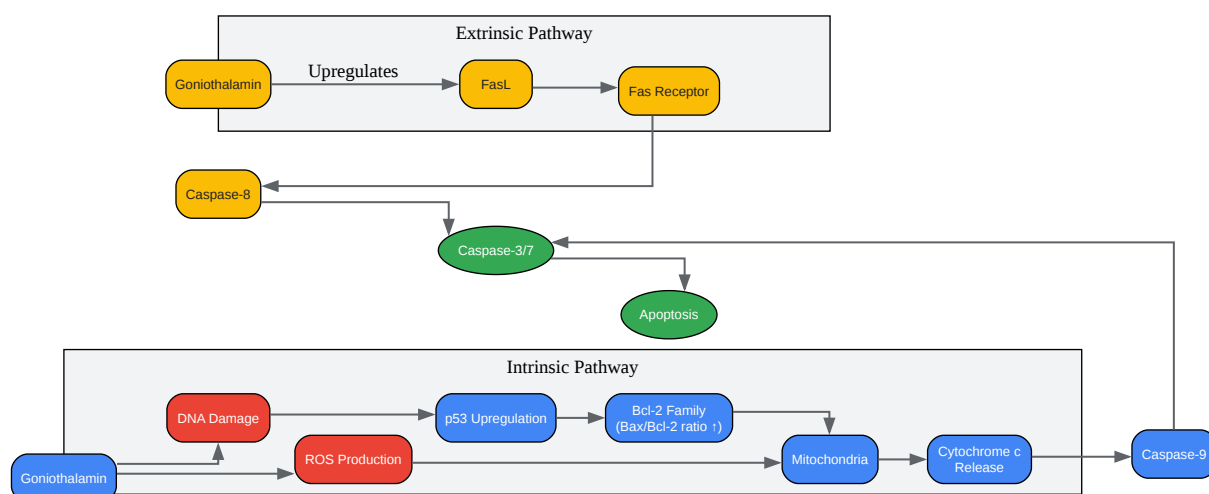 Extrinsic Pathway
Goniothalamin
Upregulates
FasL
Fas Receptor
Caspase-8
Caspase-3/7
Apoptosis
Intrinsic Pathway
DNA Damage
p53 Upregulation
Bcl-2 Family
(Bax/Bcl-2 ratio ↑)
Goniothalamin
ROS Production
Mitochondria
Cytochrome c
Release
Caspase-9